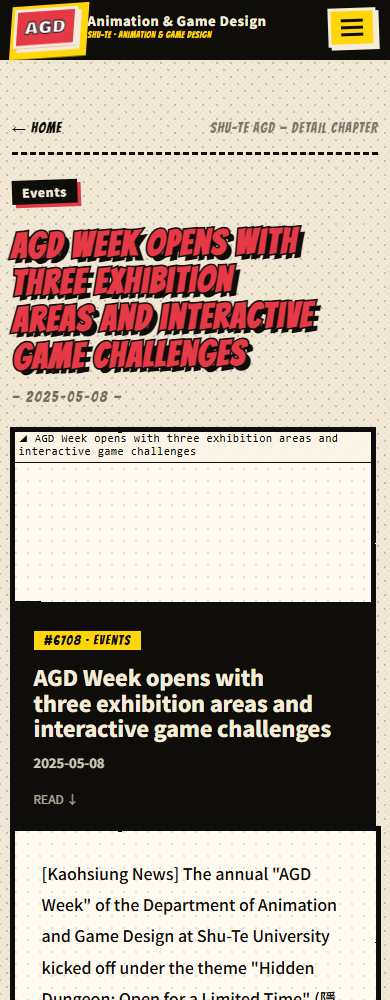 AGD
Animation & Game Design
SHU-TE · ANIMATION & GAME DESIGN
← HOME
SHU-TE AGD — DETAIL CHAPTER
Events
AGD WEEK OPENS WITH
THREE EXHIBITION
AREAS AND INTERACTIVE
GAME CHALLENGES
— 2025-05-08 —
◢ AGD Week opens with three exhibition areas and
interactive game challenges
#6708 · EVENTS
AGD Week opens with
three exhibition areas and
interactive game challenges
2025-05-08
READ ↓
[Kaohsiung News] The annual "AGD
Week" of the Department of Animation
and Game Design at Shu-Te University
kicked off under the theme "Hidden
Dungeon: Open for a Limited Time" (隱